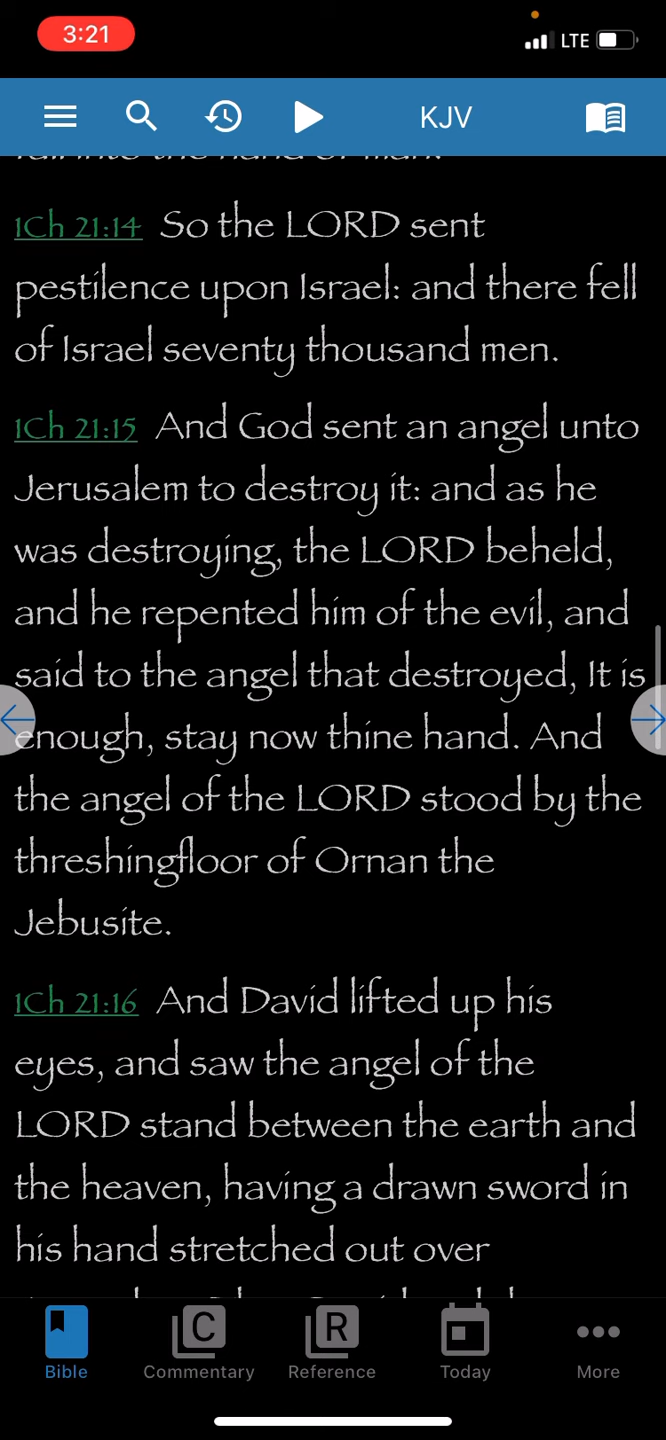 3:21
LTE
KJV
1Ch 21:14 So the LORD sent
pestilence upon Israel: and there fell
of Israel seventy thousand men.
1Ch 21:15 And God sent an angel unto
Jerusalem to destroy it: and as he
was destroying, the LORD beheld,
and he repented him of the evil, and
said to the angel that destroyed, It is
enough, stay now thine hand. And
the angel of the LORD stood by the
threshingfloor of Ornan the
Jebusite.
1Ch 21:16 And David lifted up his
eyes, and saw the angel of the
LORD stand between the earth and
the heaven, having a drawn sword in
his hand stretched out over
C
R
Bible
Commentary
Reference
Today
More